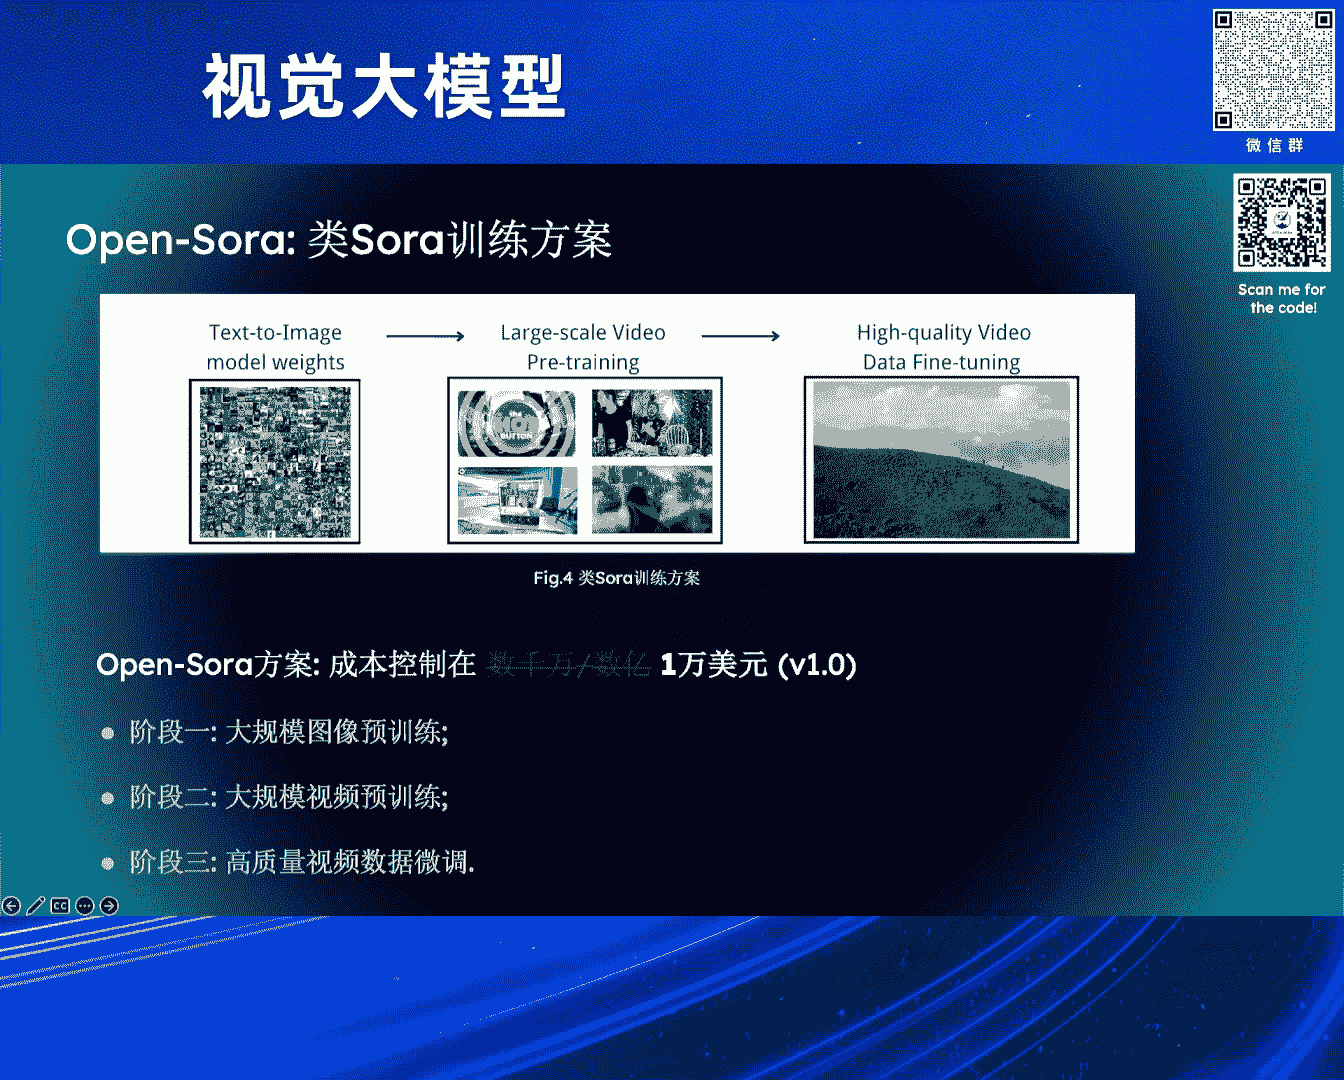 视觉大模型
微信群
Open-Sora: 类Sora训练方案
Scan me for
the code!
Text-to-Image
model weights
Large-scale Video
Pre-training
High-quality Video
Data Fine-tuning
the
HOT
BUTTON
Fig.4 类Sora训练方案
Open-Sora方案: 成本控制在 数千万/数亿 1万美元 (v1.0)
阶段一: 大规模图像预训练;
阶段二: 大规模视频预训练;
阶段三: 高质量视频数据微调.
CC